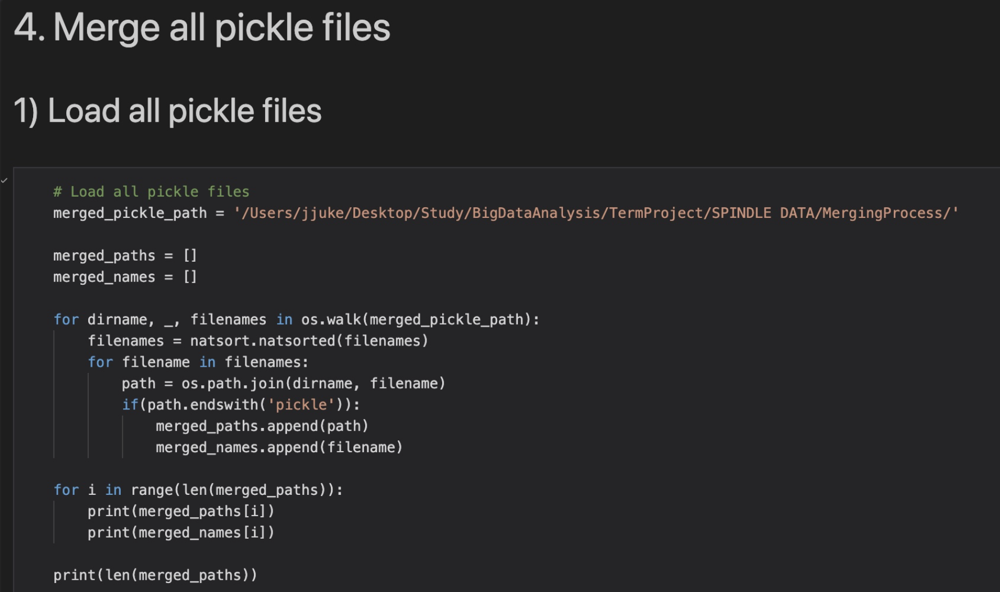 4. Merge all pickle files
1) Load all pickle files
# Load all pickle files
merged_pickle_path = '/Users/jjuke/Desktop/Study/BigDataAnalysis/TermProject/SPINDLE DATA/MergingProcess/'
merged_paths = []
merged_names = []
for dirname, _, filenames in os.walk(merged_pickle_path):
    filenames = natsort.natsorted(filenames)
    for filename in filenames:
        path = os.path.join(dirname, filename)
        if(path.endswith('pickle')):
            merged_paths.append(path)
            merged_names.append(filename)
for i in range(len(merged_paths)):
    print(merged_paths[i])
    print(merged_names[i])
print(len(merged_paths))